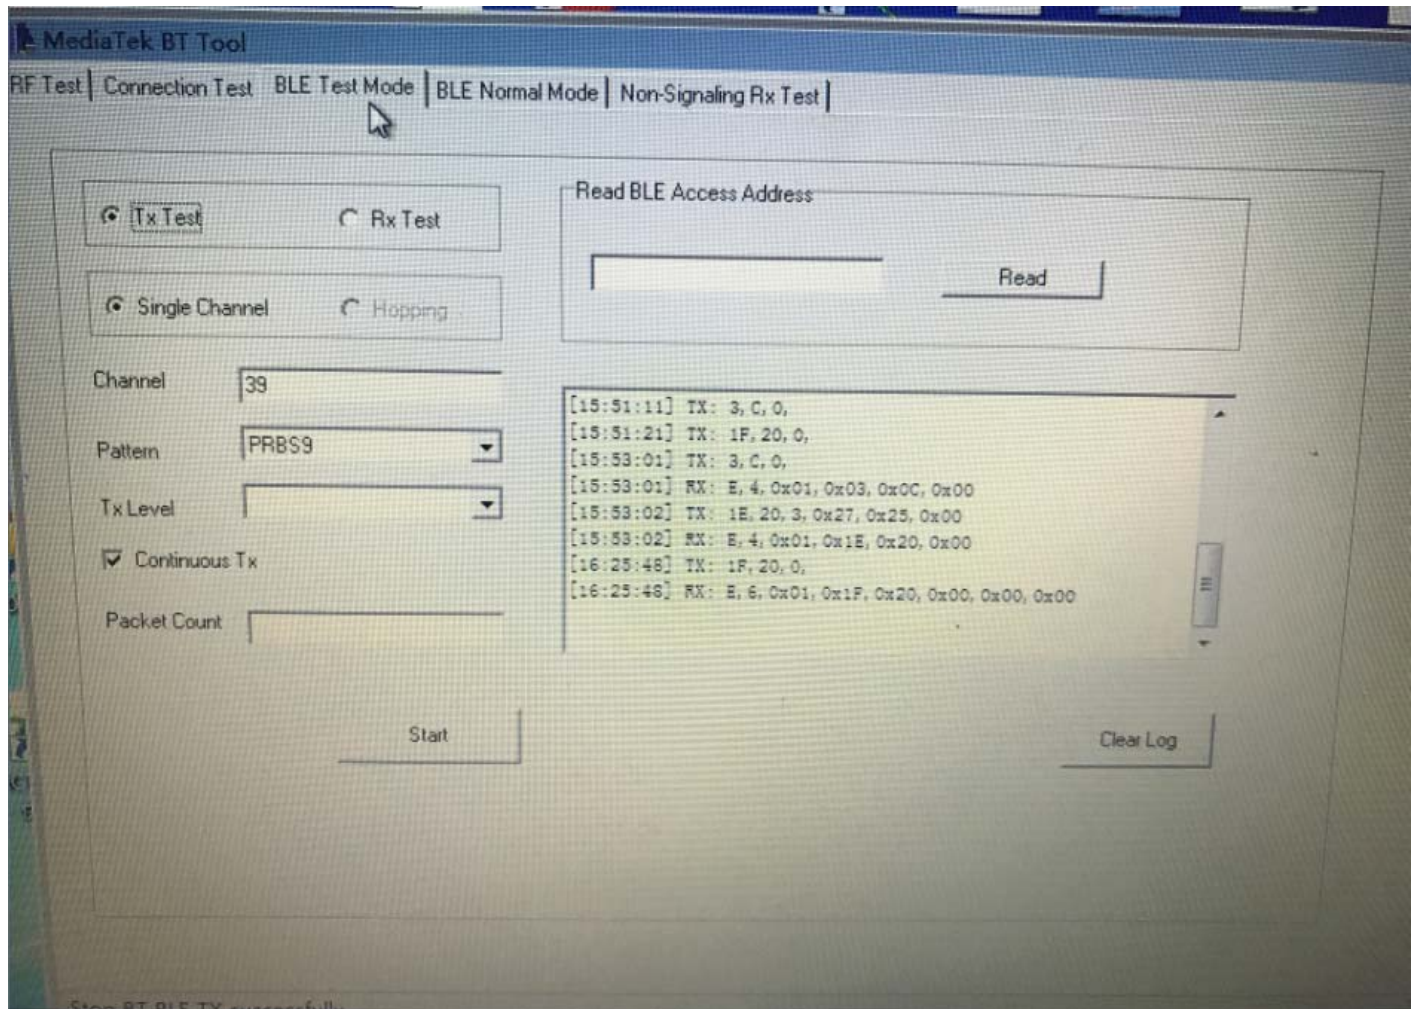 MediaTek BT Tool
RF Test Connection Test BLE Test Mode BLE Normal Mode Non-Signaling Rx Test
Tx Test Rx Test
Single Channel Hopping
Channel 39
Pattern PRBS9
Tx Level
Continuous Tx
Packet Count
Start
Read BLE Access Address
Read
[15:51:11] TX: 3, C, 0,
[15:51:21] TX: 1F, 20, 0,
[15:53:01] TX: 3, C, 0,
[15:53:01] RX: E, 4, 0x01, 0x03, 0x0C, 0x00
[15:53:02] TX: 1E, 20, 3, 0x27, 0x25, 0x00
[15:53:02] RX: E, 4, 0x01, 0x1E, 0x20, 0x00
[16:25:48] TX: 1F, 20, 0,
[16:25:48] RX: E, 6, 0x01, 0x1F, 0x20, 0x00, 0x00, 0x00
Clear Log
Stop BT BLE TX successfully